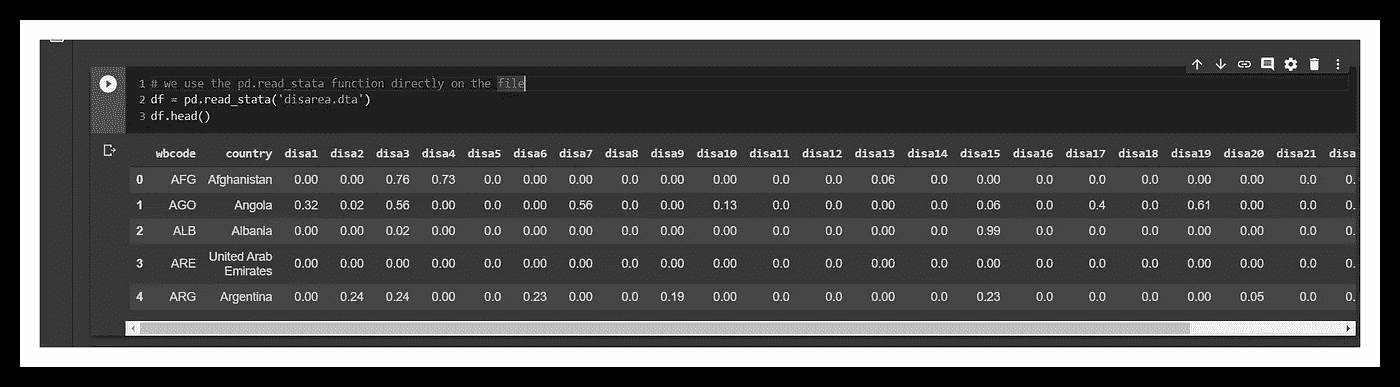 1 # we use the pd.read_stata function directly on the file
2 df = pd.read_stata('disarea.dta')
3 df.head()
wbcode country disa1 disa2 disa3 disa4 disa5 disa6 disa7 disa8 disa9 disa10 disa11 disa12 disa13 disa14 disa15 disa16 disa17 disa18 disa19 disa20 disa21 disa
0 AFG Afghanistan 0.00 0.00 0.76 0.73 0.0 0.00 0.00 0.0 0.00 0.00 0.0 0.0 0.06 0.0 0.00 0.0 0.0 0.0 0.00 0.00 0.0 0.
1 AGO Angola 0.32 0.02 0.56 0.00 0.0 0.00 0.56 0.0 0.00 0.13 0.0 0.0 0.00 0.0 0.06 0.0 0.4 0.0 0.61 0.00 0.0 0.
2 ALB Albania 0.00 0.00 0.02 0.00 0.0 0.00 0.00 0.0 0.00 0.00 0.0 0.0 0.00 0.0 0.99 0.0 0.0 0.0 0.00 0.00 0.0 0.
3 ARE United Arab Emirates 0.00 0.00 0.00 0.00 0.0 0.00 0.00 0.0 0.00 0.00 0.0 0.0 0.00 0.0 0.00 0.0 0.0 0.0 0.00 0.00 0.0 0.
4 ARG Argentina 0.00 0.24 0.24 0.00 0.0 0.23 0.00 0.0 0.19 0.00 0.0 0.0 0.00 0.0 0.23 0.0 0.0 0.0 0.00 0.05 0.0 0.